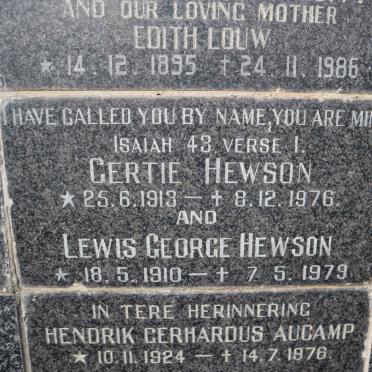 AND OUR LOVING MOTHER
EDITH LOUW
* 14. 12. 1895 + 24. 11. 1986
I HAVE CALLED YOU BY NAME, YOU ARE
ISAIAH 43 VERSE 1.
GERTIE HEWSON
* 25.6.1913 — + 8.12.1976.
AND
LEWIS GEORGE HEWSON
* 18.5.1910 — + 7.5.1979
IN TERE HERINNERING
HENDRIK GERHARDUS AUCAMP
* 10.11.1924 — + 14.7.1976